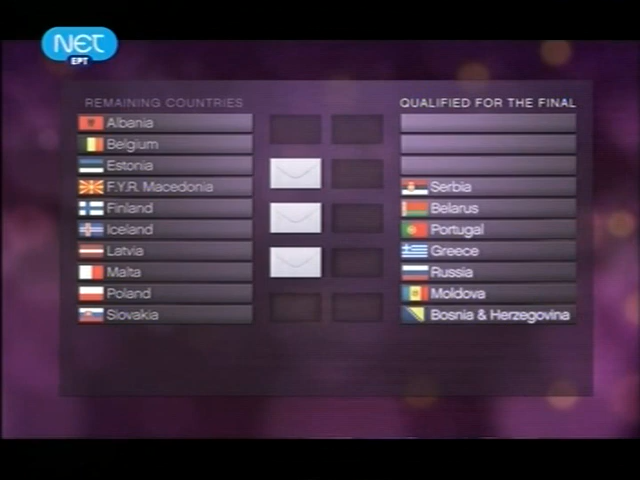 NET
ΕΡΤ
REMAINING COUNTRIES
QUALIFIED FOR THE FINAL
Albania
Belgium
Estonia
F.Y.R. Macedonia
Finland
Iceland
Latvia
Malta
Poland
Slovakia
Serbia
Belarus
Portugal
Greece
Russia
Moldova
Bosnia & Herzegovina